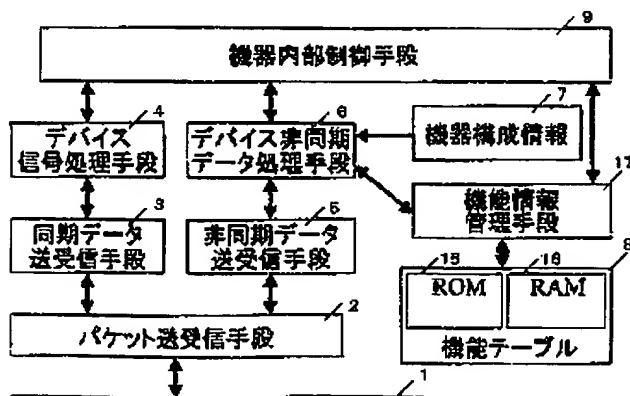 9
機器内部制御手段
4
デバイス
信号処理手段
6
デバイス非同期
データ処理手段
7
機器構成情報
17
機能情報
管理手段
3
同期データ
送受信手段
5
非同期データ
送受信手段
8
15
ROM
16
RAM
機能テーブル
2
パケット送受信手段
1